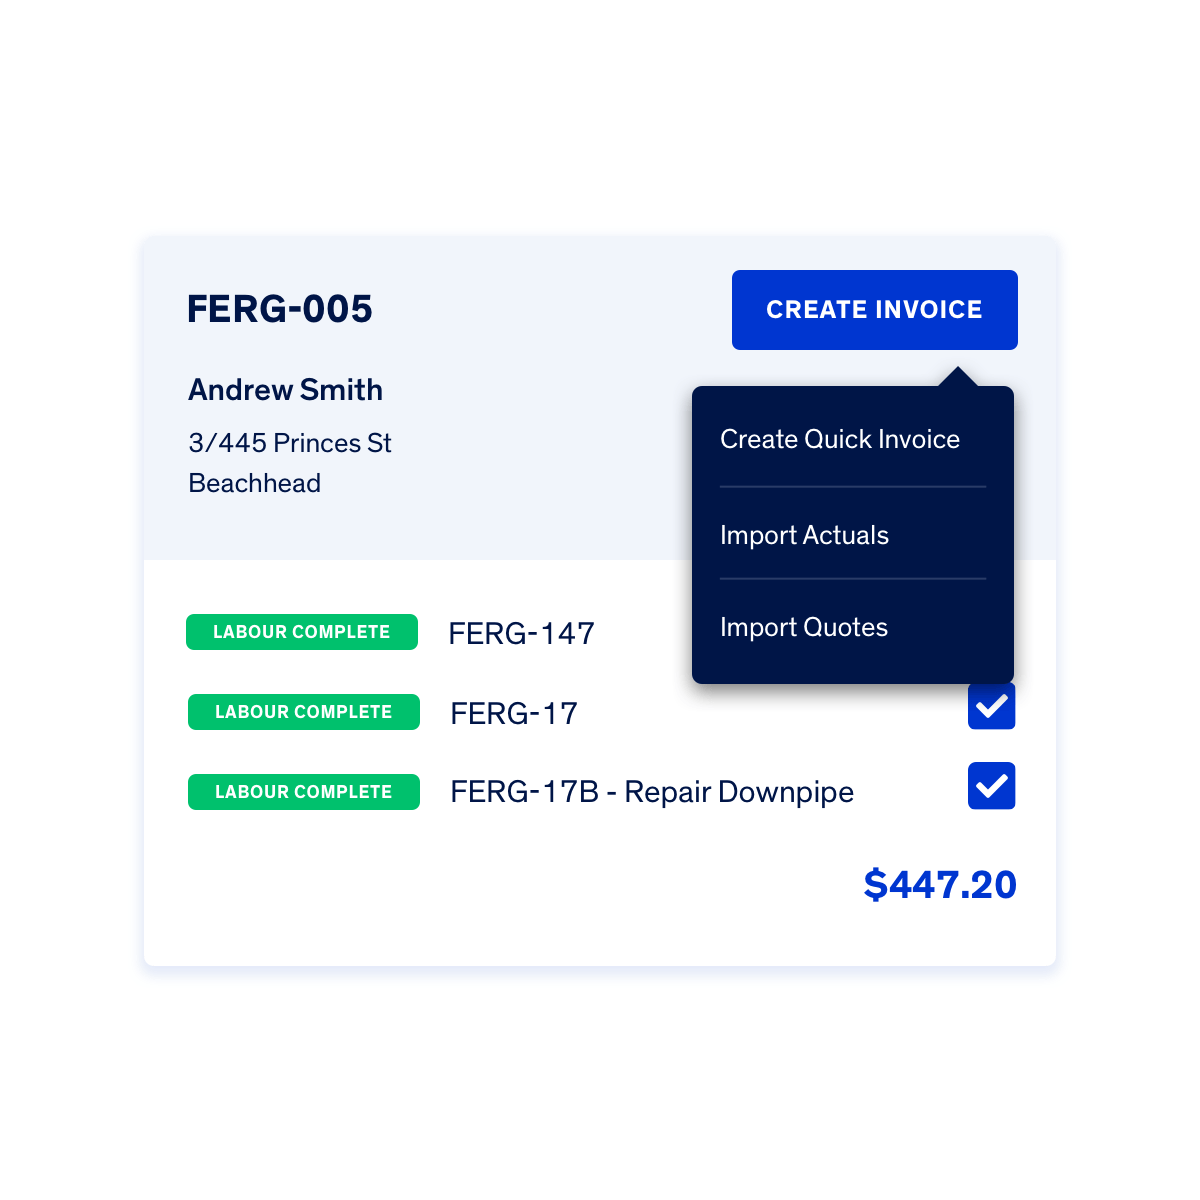 FERG-005
CREATE INVOICE
Andrew Smith
3/445 Princes St
Beachhead
Create Quick Invoice
Import Actuals
Import Quotes
LABOUR COMPLETE FERG-147
LABOUR COMPLETE FERG-17
LABOUR COMPLETE FERG-17B - Repair Downpipe
$447.20